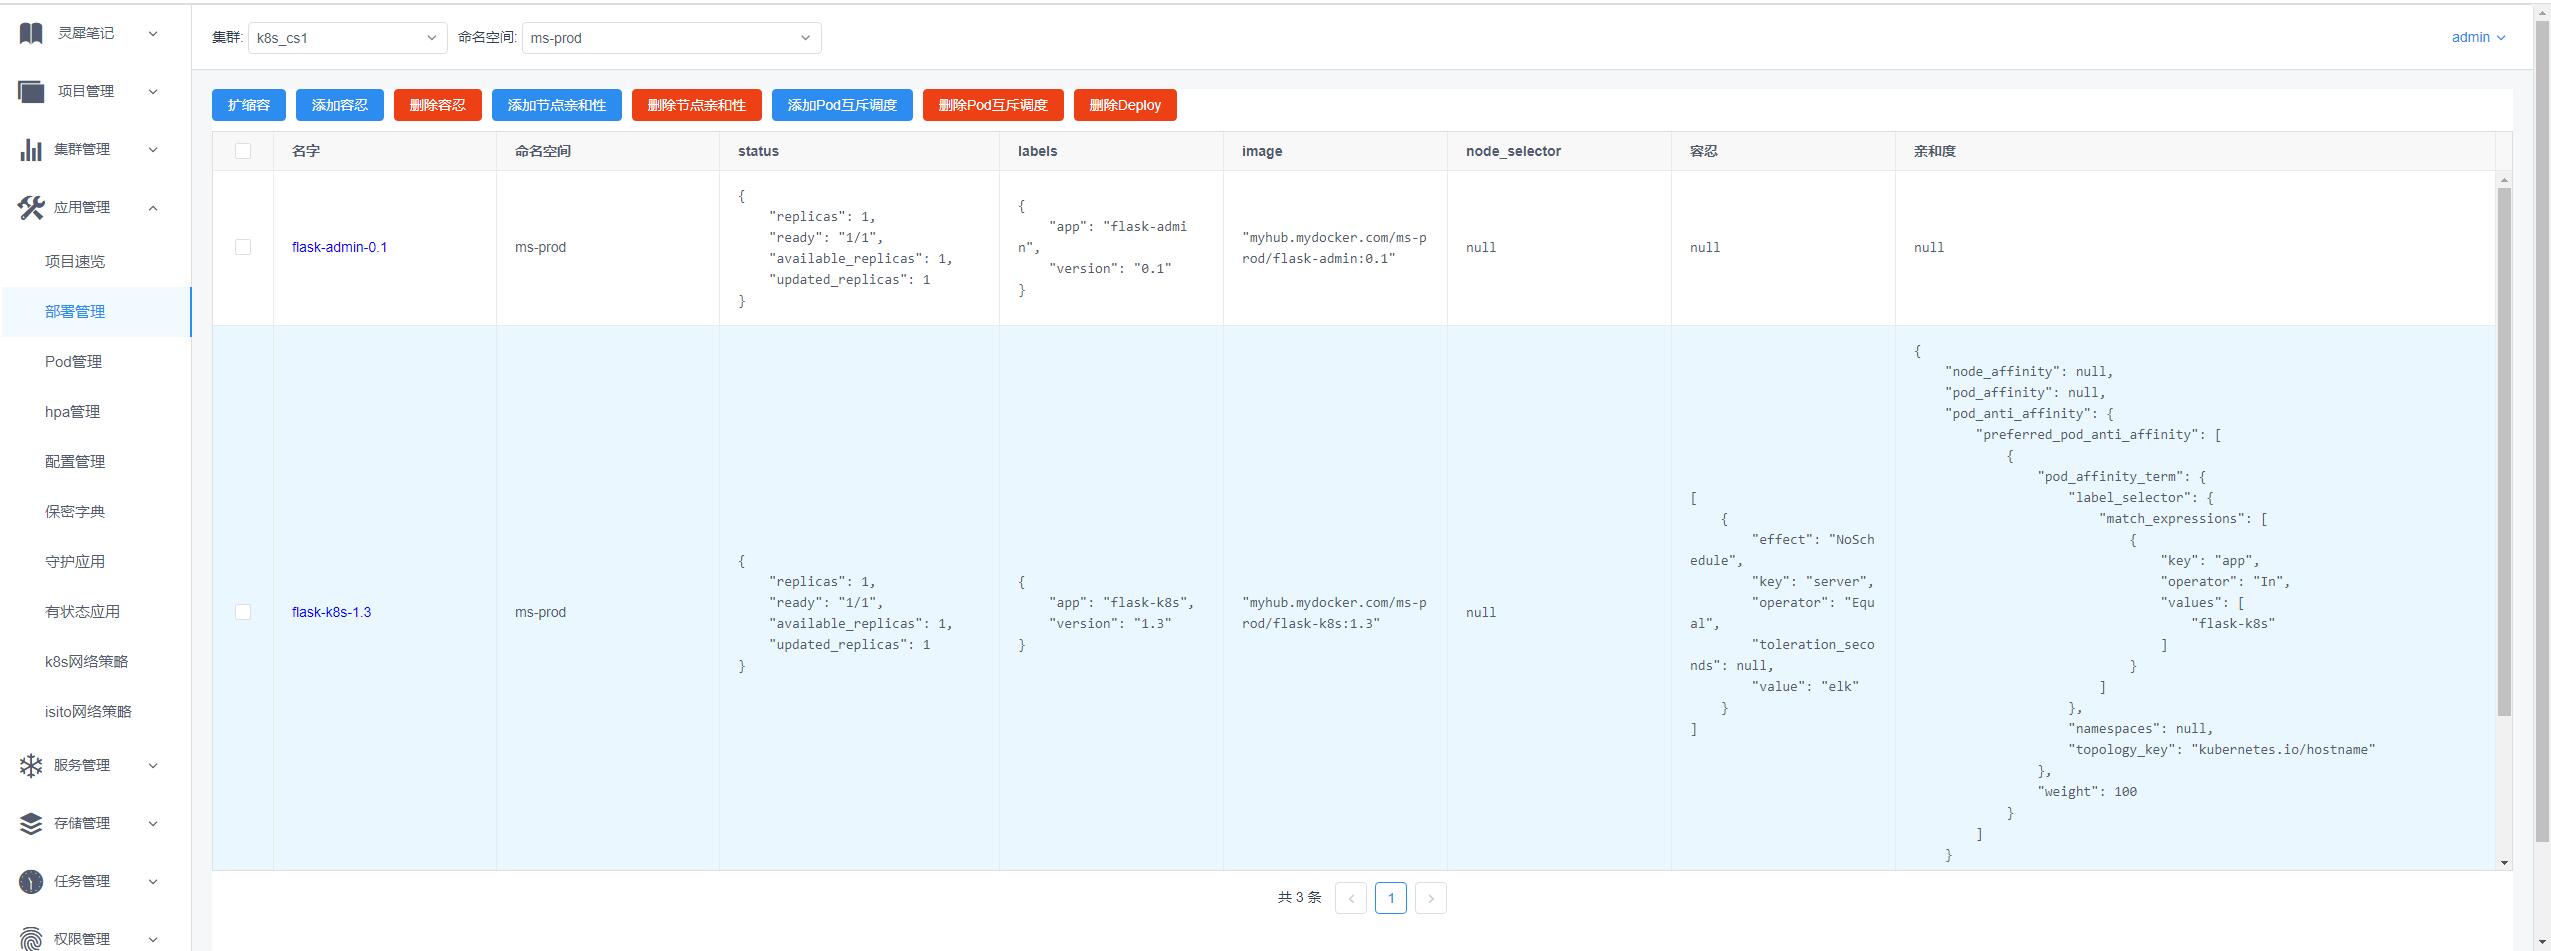 灵犀笔记
项目管理
集群管理
应用管理
项目速览
部署管理
Pod管理
hpa管理
配置管理
保密字典
守护应用
有状态应用
k8s网络策略
isito网络策略
服务管理
存储管理
任务管理
权限管理
集群: k8s_cs1 命名空间: ms-prod
admin
扩缩容 添加容忍 删除容忍 添加节点亲和性 删除节点亲和性 添加Pod互斥调度 删除Pod互斥调度 删除Deploy
名字 命名空间 status labels image node_selector 容忍 亲和度
flask-admin-0.1
ms-prod
{
"replicas": 1,
"ready": "1/1",
"available_replicas": 1,
"updated_replicas": 1
}
{
"app": "flask-admi
n",
"version": "0.1"
}
"myhub.mydocker.com/ms-p
rod/flask-admin:0.1"
null
null
null
flask-k8s-1.3
ms-prod
{
"replicas": 1,
"ready": "1/1",
"available_replicas": 1,
"updated_replicas": 1
}
{
"app": "flask-k8s",
"version": "1.3"
}
"myhub.mydocker.com/ms-p
rod/flask-k8s:1.3"
null
[
{
"effect": "NoSch
edule",
"key": "server",
"operator": "Equ
al",
"toleration_seco
nds": null,
"value": "elk"
}
]
{
"node_affinity": null,
"pod_affinity": null,
"pod_anti_affinity": {
"preferred_pod_anti_affinity": [
{
"pod_affinity_term": {
"label_selector": {
"match_expressions": [
{
"key": "app",
"operator": "In",
"values": [
"flask-k8s"
]
}
]
},
"namespaces": null,
"topology_key": "kubernetes.io/hostname"
},
"weight": 100
}
]
}
共 3 条 1